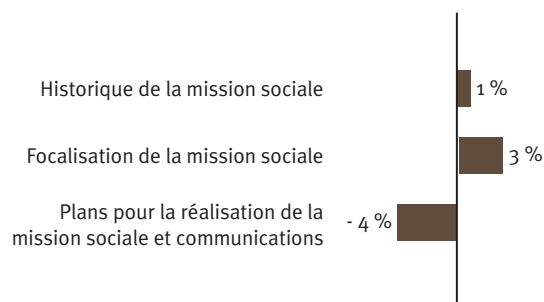 Historique de la mission sociale 1 %
Focalisation de la mission sociale 3 %
Plans pour la réalisation de la
mission sociale et communications - 4 %